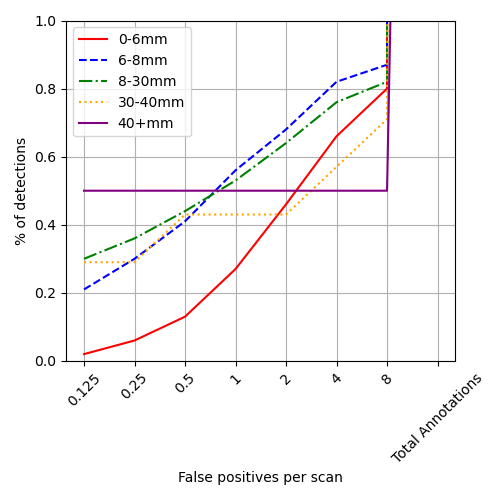 1.0
0.8
0.6
0.4
0.2
0.0
% of detections
0-6mm
6-8mm
8-30mm
30-40mm
40+mm
0.125
0.25
0.5
1
2
4
8
Total Annotations
False positives per scan